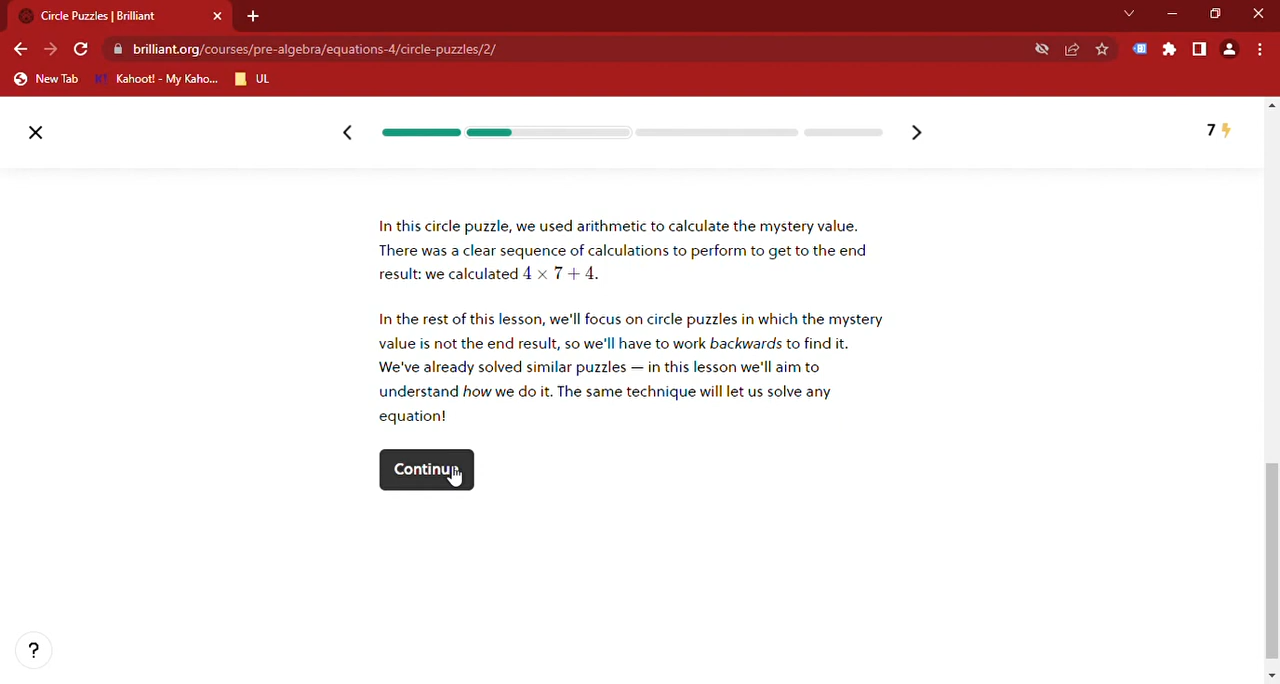 Circle Puzzles | Brilliant
brilliant.org/courses/pre-algebra/equations-4/circle-puzzles/2/
New Tab
K! Kahoot! - My Kaho...
UL
7
In this circle puzzle, we used arithmetic to calculate the mystery value.
There was a clear sequence of calculations to perform to get to the end
result: we calculated 4 × 7 + 4.
In the rest of this lesson, we'll focus on circle puzzles in which the mystery
value is not the end result, so we'll have to work backwards to find it.
We've already solved similar puzzles — in this lesson we'll aim to
understand how we do it. The same technique will let us solve any
equation!
Continue
?